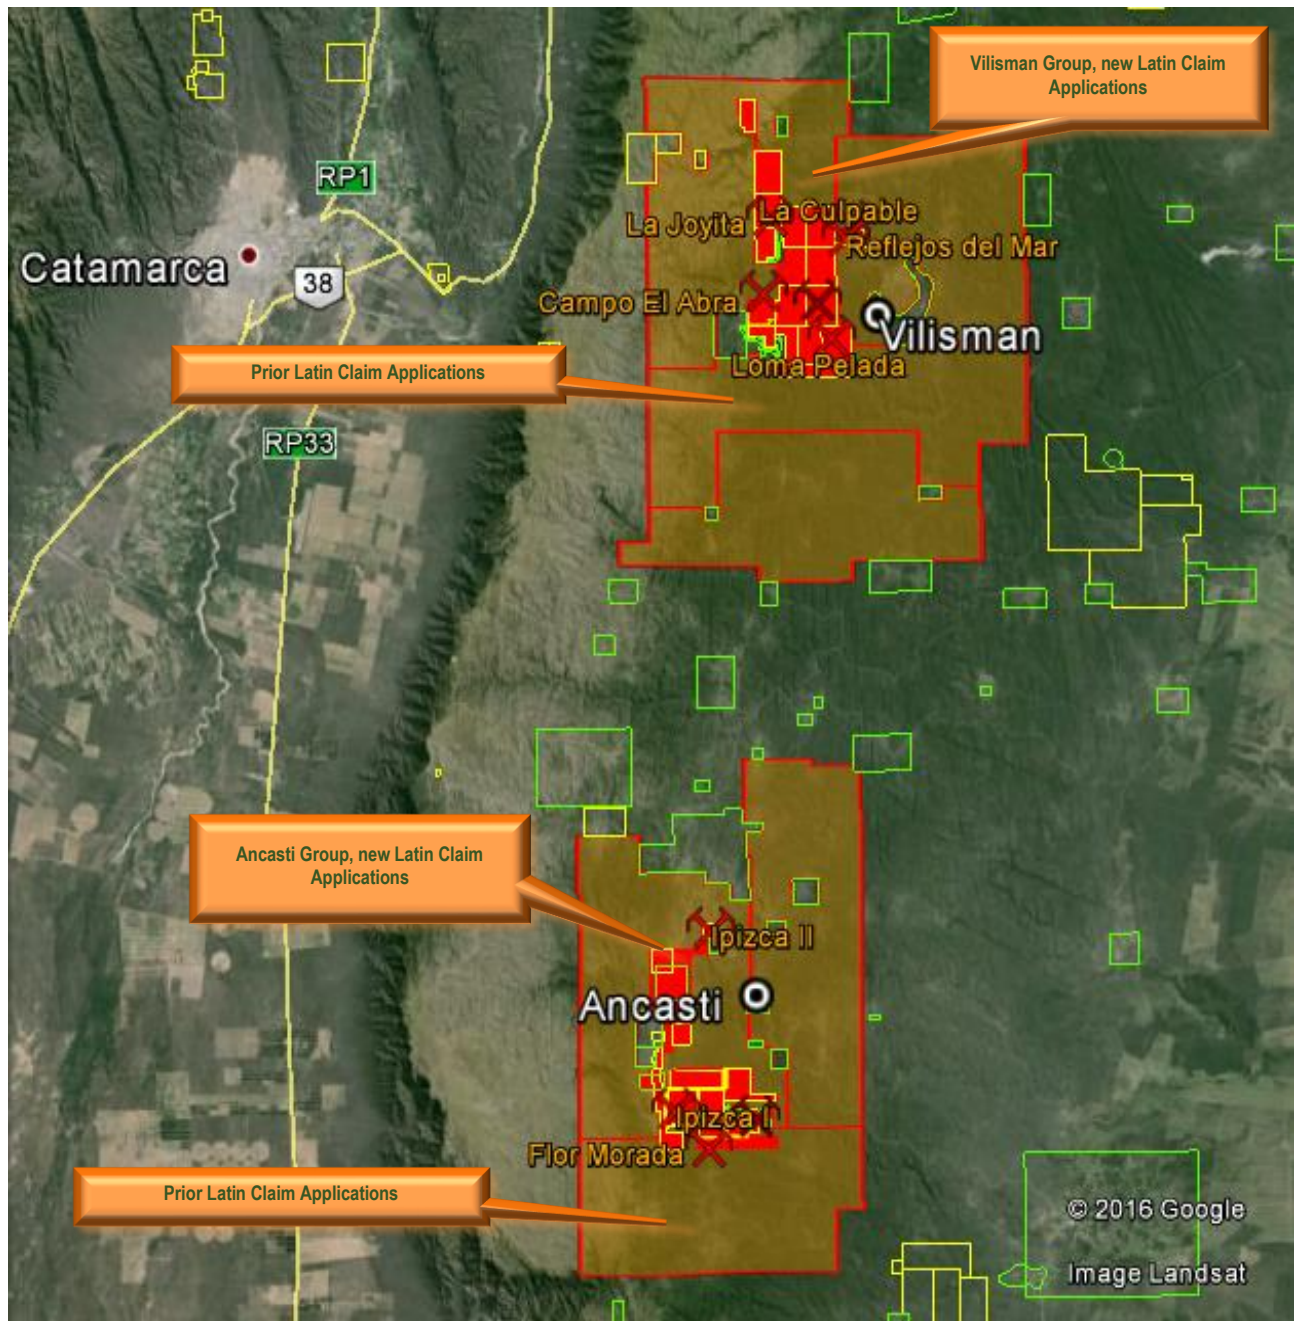 Vilisman Group, new Latin Claim
Applications
RP1
La Joyita
La Culpable
Reflejos del Mar
Catamarca
38
Campo El Abra
Vilisman
Loma Pelada
Prior Latin Claim Applications
RP33
Ancasti Group, new Latin Claim
Applications
Ipizca II
Ancasti
Ipizca I
Flor Morada
Prior Latin Claim Applications
© 2016 Google
Image Landsat